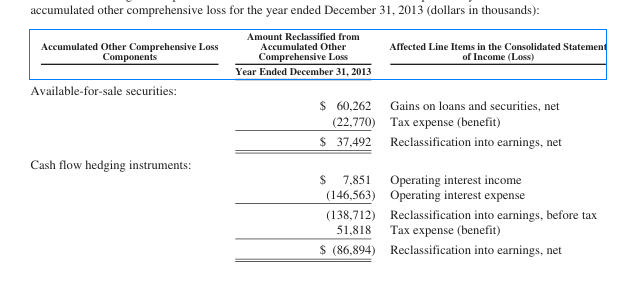 accumulated other comprehensive loss for the year ended December 31, 2013 (dollars in thousands):
Accumulated Other Comprehensive Loss Components
Amount Reclassified from Accumulated Other Comprehensive Loss
Affected Line Items in the Consolidated Statement of Income (Loss)
Year Ended December 31, 2013
Available-for-sale securities:
$ 60,262 Gains on loans and securities, net
(22,770) Tax expense (benefit)
$ 37,492 Reclassification into earnings, net
Cash flow hedging instruments:
$ 7,851 Operating interest income
(146,563) Operating interest expense
(138,712) Reclassification into earnings, before tax
51,818 Tax expense (benefit)
$ (86,894) Reclassification into earnings, net